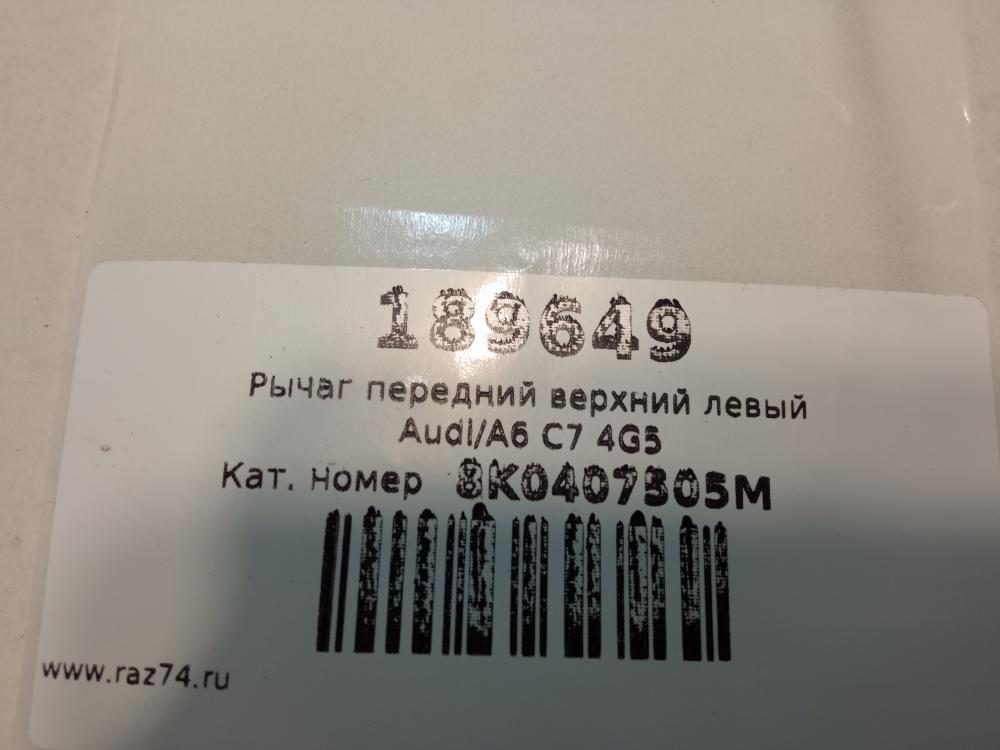 189649
Рычаг передний верхний левый
Audi/A6 C7 4G5
Кат. номер 8K0407505M
www.raz74.ru